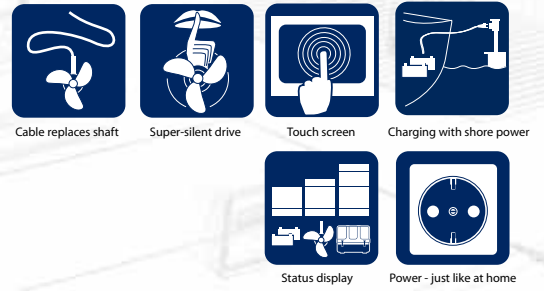 Cable replaces shaft
Super-silent drive
Touch screen
Charging with shore power
Status display
Power - just like at home